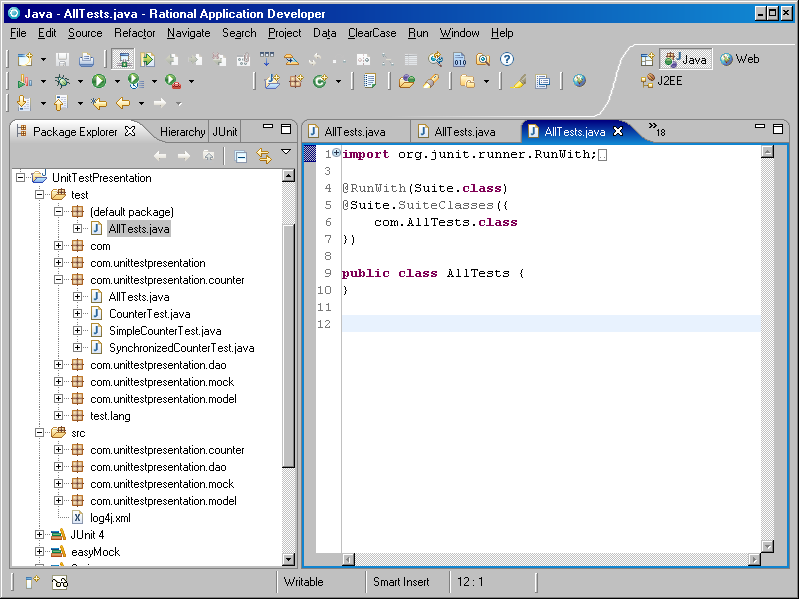 Java - AllTests.java - Rational Application Developer
File Edit Source Refactor Navigate Search Project Data ClearCase Run Window Help
Java Web
J2EE
Package Explorer Hierarchy JUnit
AllTests.java AllTests.java AllTests.java »18
UnitTestPresentation
test
(default package)
AllTests.java
com
com.unittestpresentation
com.unittestpresentation.counter
AllTests.java
CounterTest.java
SimpleCounterTest.java
SynchronizedCounterTest.java
com.unittestpresentation.dao
com.unittestpresentation.mock
com.unittestpresentation.model
test.lang
src
com.unittestpresentation.counter
com.unittestpresentation.dao
com.unittestpresentation.mock
com.unittestpresentation.model
log4j.xml
JUnit 4
easyMock
1 import org.junit.runner.RunWith;
3
4 @RunWith(Suite.class)
5 @Suite.SuiteClasses({
6 com.AllTests.class
7 })
8
9 public class AllTests {
10 }
11
12
Writable Smart Insert 12 : 1